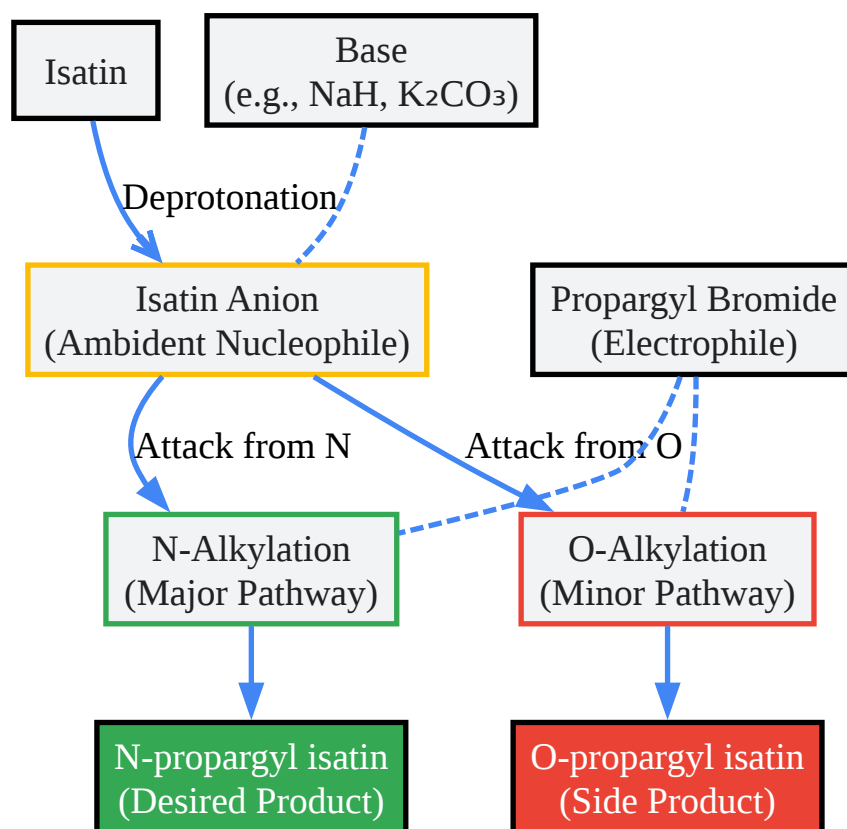 Isatin
Base
(e.g., NaH, K₂CO₃)
Deprotonation
Isatin Anion
(Ambident Nucleophile)
Propargyl Bromide
(Electrophile)
Attack from N
Attack from O
N-Alkylation
(Major Pathway)
O-Alkylation
(Minor Pathway)
N-propargyl isatin
(Desired Product)
O-propargyl isatin
(Side Product)